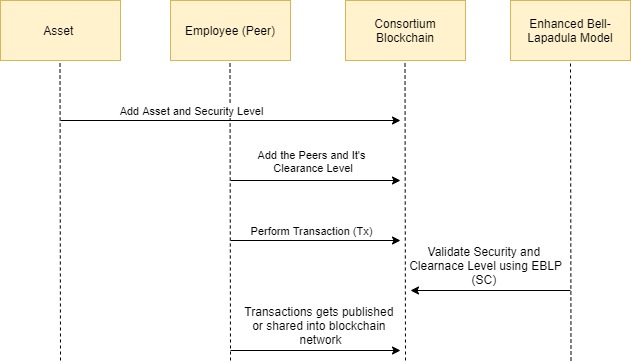 Asset
Employee (Peer)
Consortium
Blockchain
Enhanced Bell-
Lapadula Model
Add Asset and Security Level
Add the Peers and It's
Clearance Level
Perform Transaction (Tx)
Validate Security and
Clearnace Level using EBLP
(SC)
Transactions gets published
or shared into blockchain
network